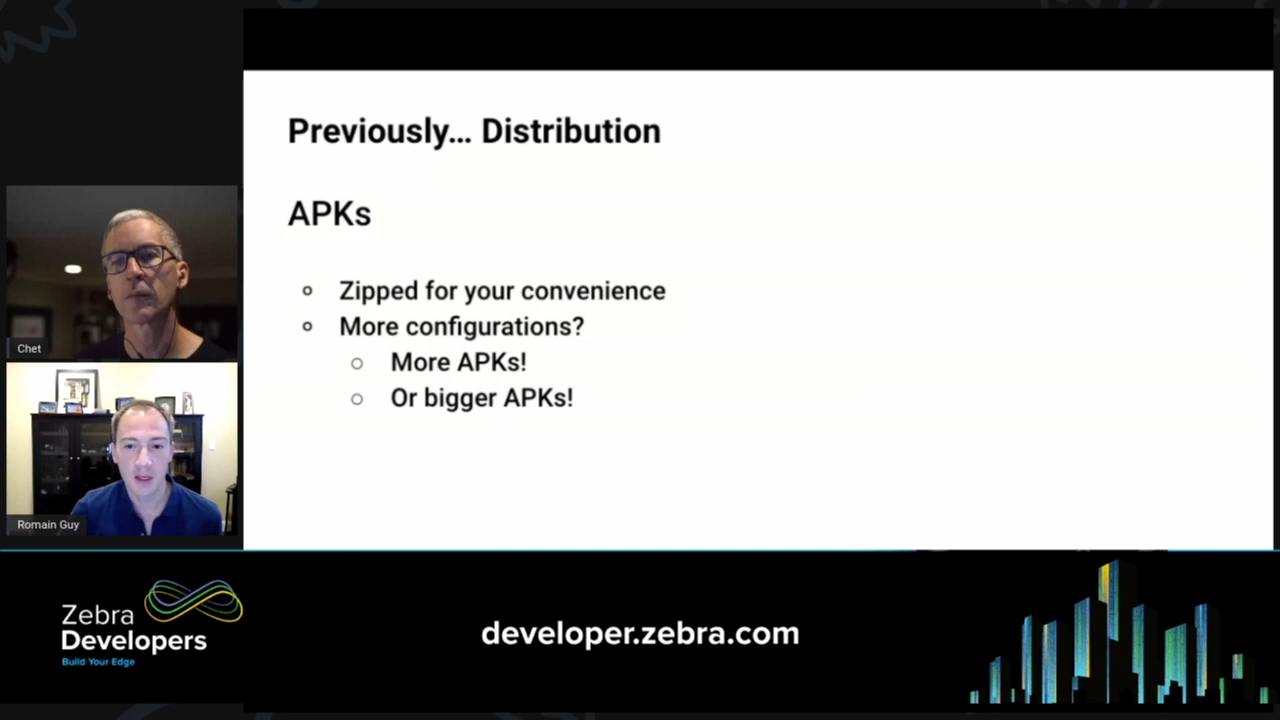 Previously... Distribution
APKs
Zipped for your convenience
More configurations?
More APKs!
Or bigger APKs!
Chet
Romain Guy
Zebra
Developers
Build Your Edge
developer.zebra.com